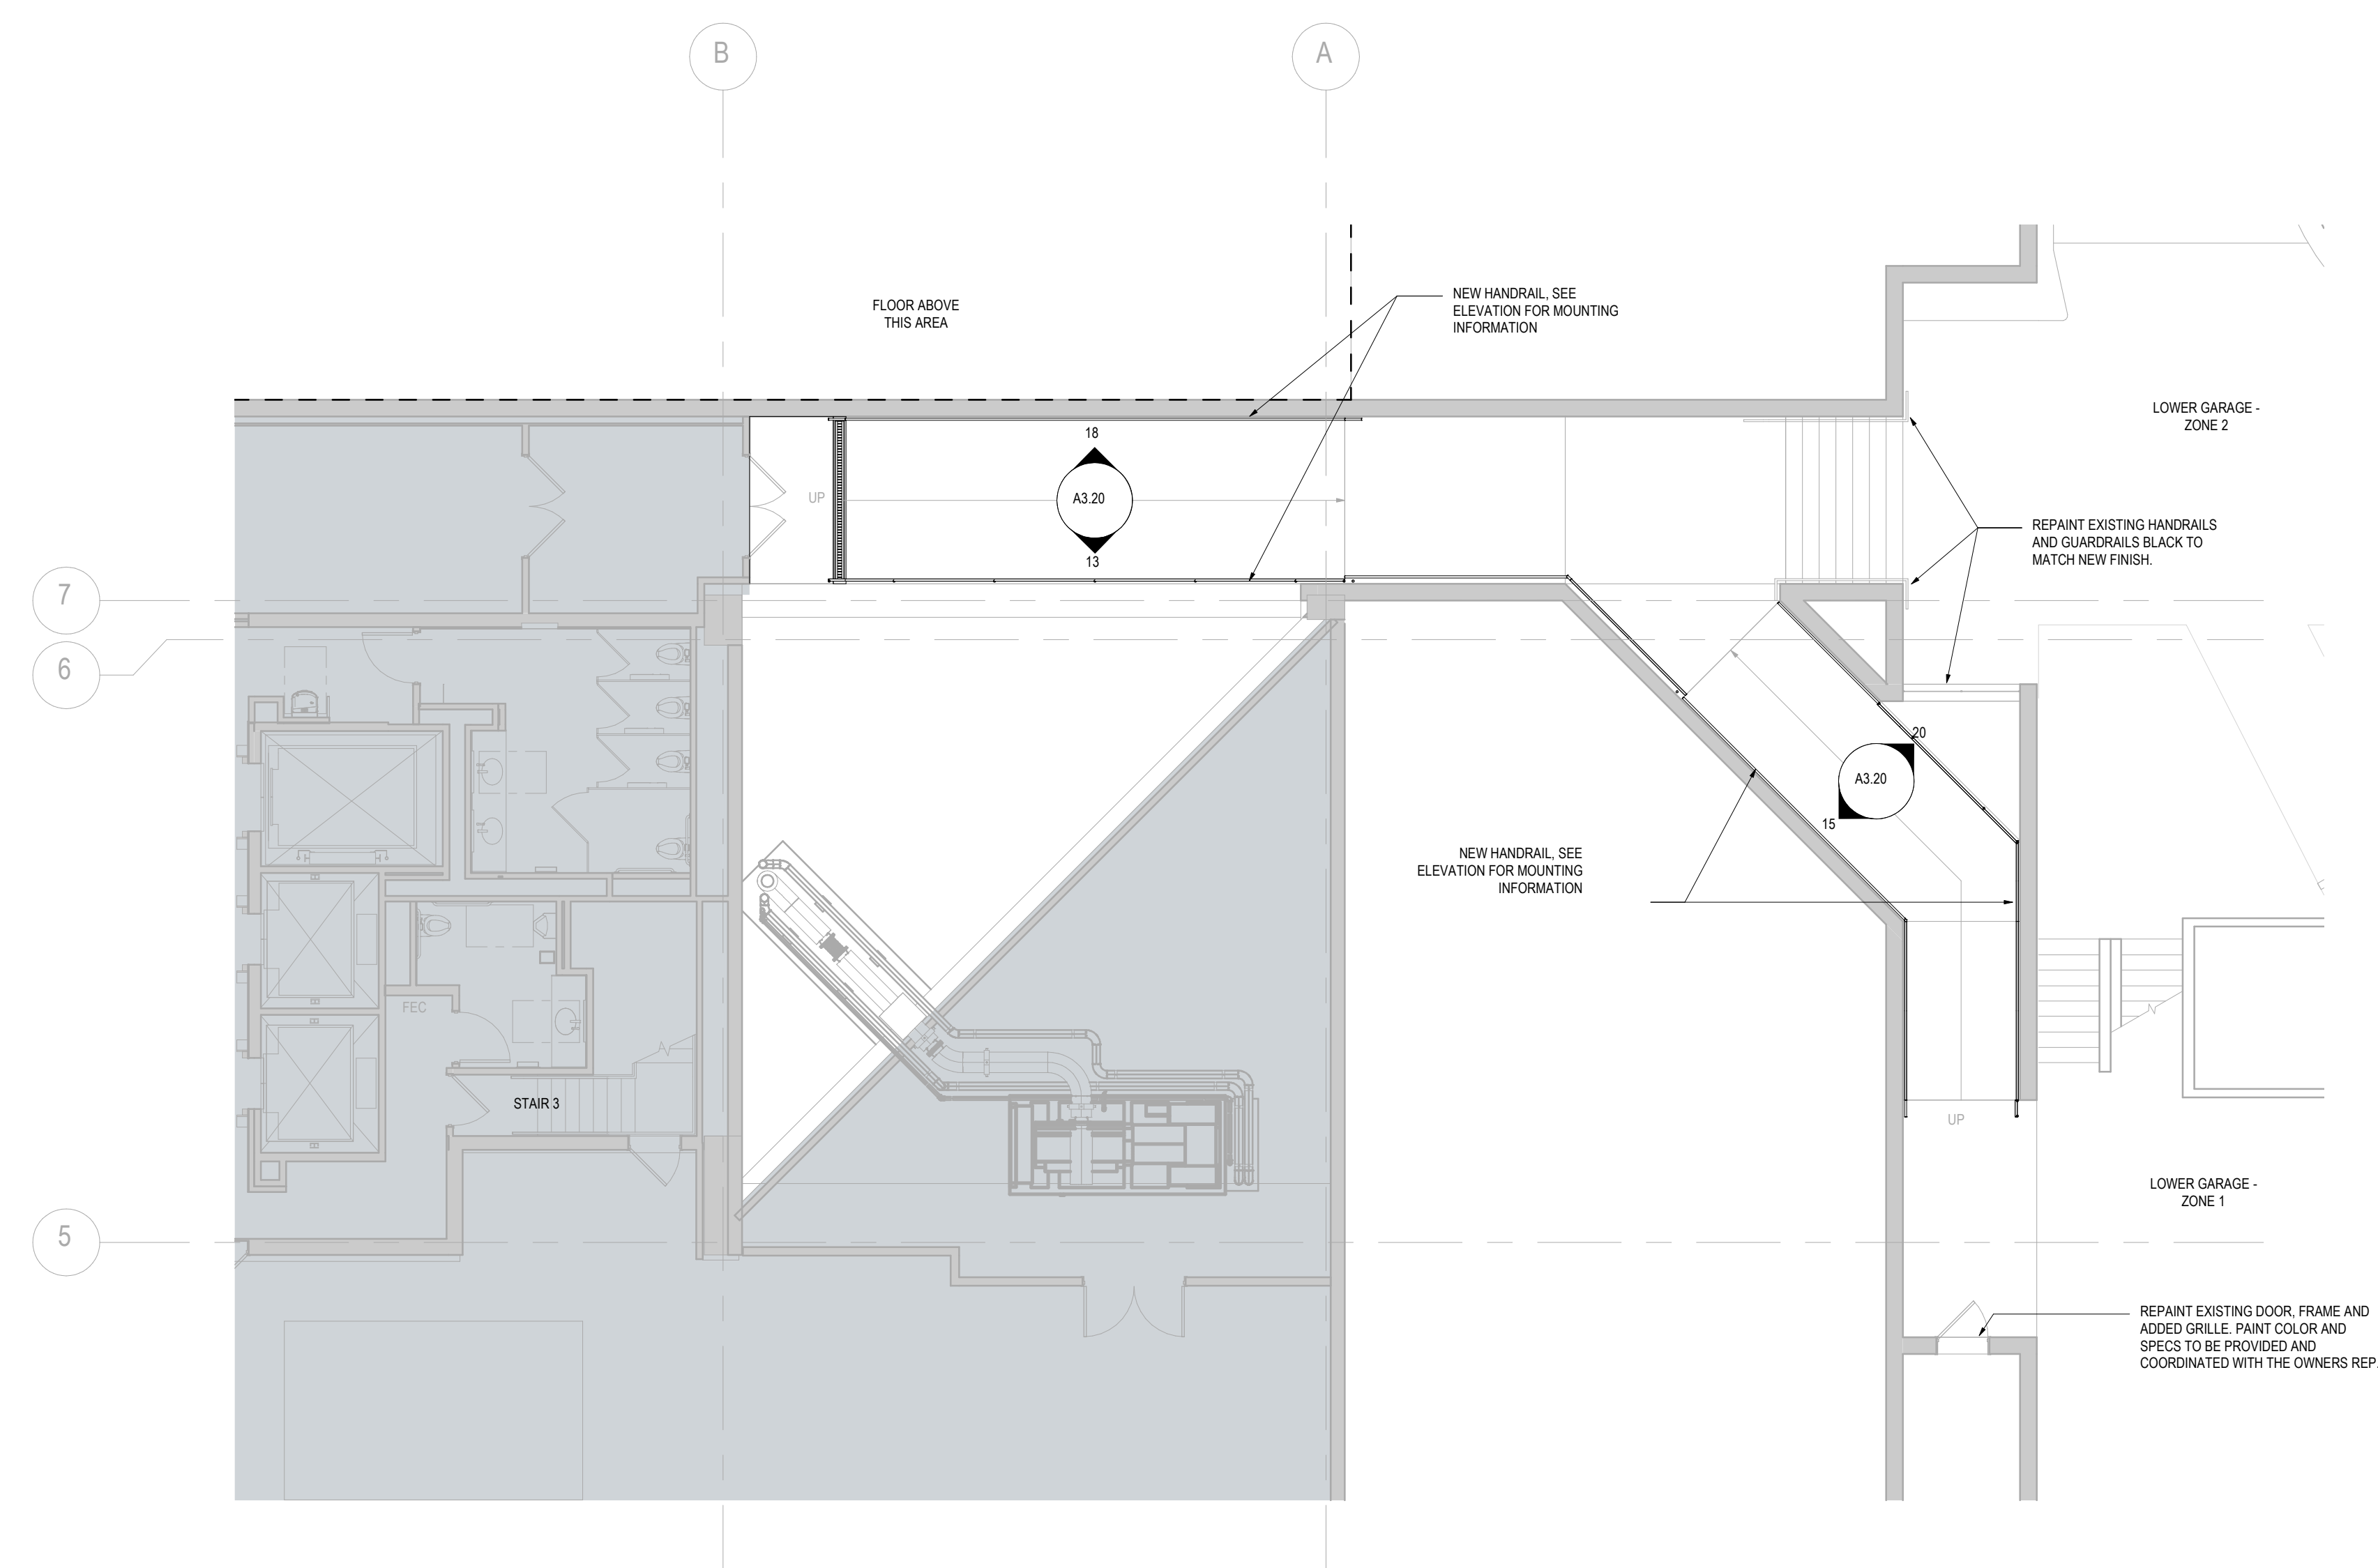 B
A
FLOOR ABOVE
THIS AREA
NEW HANDRAIL, SEE
ELEVATION FOR MOUNTING
INFORMATION
LOWER GARAGE -
ZONE 2
18
A3.20
13
UP
REPAINT EXISTING HANDRAILS
AND GUARDRAILS BLACK TO
MATCH NEW FINISH.
7
6
20
A3.20
15
NEW HANDRAIL, SEE
ELEVATION FOR MOUNTING
INFORMATION
FEC
STAIR 3
UP
LOWER GARAGE -
ZONE 1
5
REPAINT EXISTING DOOR, FRAME AND
ADDED GRILLE. PAINT COLOR AND
SPECS TO BE PROVIDED AND
COORDINATED WITH THE OWNERS REP.